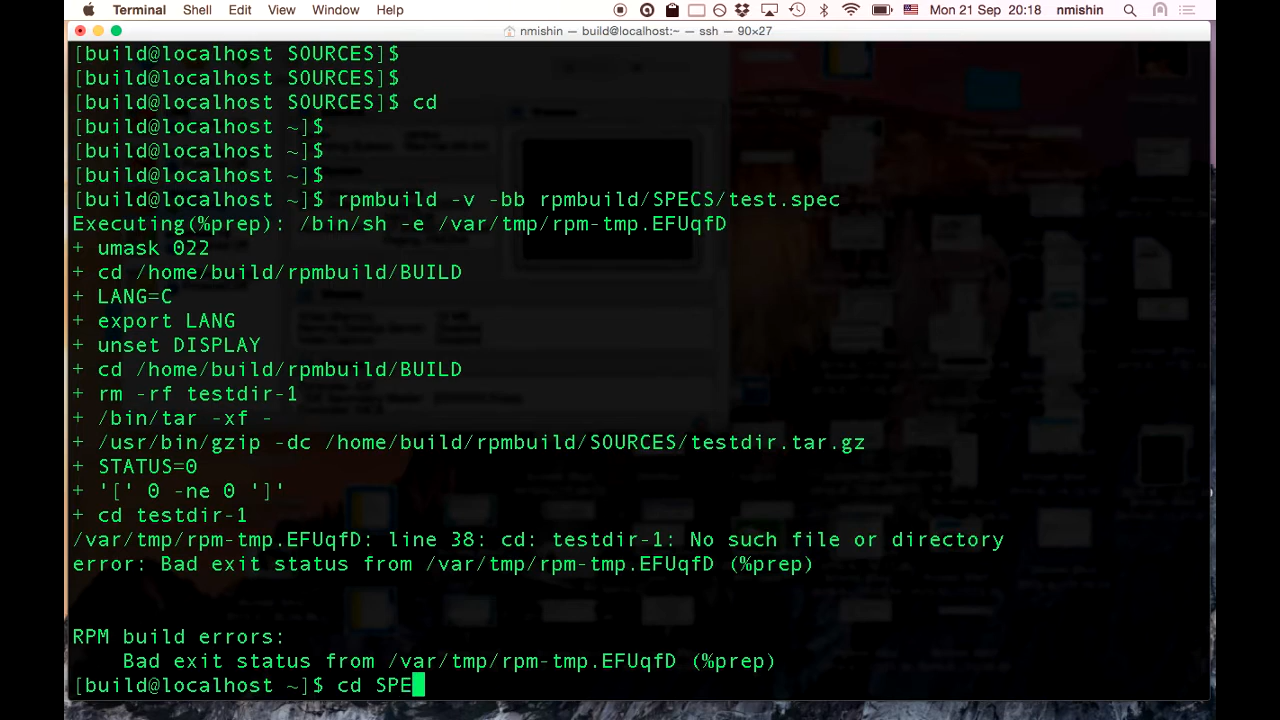 Terminal Shell Edit View Window Help Mon 21 Sep 20:18 nmishin
nmishin — build@localhost:~ — ssh — 90×27
[build@localhost SOURCES]$
[build@localhost SOURCES]$
[build@localhost SOURCES]$ cd
[build@localhost ~]$
[build@localhost ~]$
[build@localhost ~]$
[build@localhost ~]$ rpmbuild -v -bb rpmbuild/SPECS/test.spec
Executing(%prep): /bin/sh -e /var/tmp/rpm-tmp.EFUqfD
+ umask 022
+ cd /home/build/rpmbuild/BUILD
+ LANG=C
+ export LANG
+ unset DISPLAY
+ cd /home/build/rpmbuild/BUILD
+ rm -rf testdir-1
+ /bin/tar -xf -
+ /usr/bin/gzip -dc /home/build/rpmbuild/SOURCES/testdir.tar.gz
+ STATUS=0
+ '[' 0 -ne 0 ']'
+ cd testdir-1
/var/tmp/rpm-tmp.EFUqfD: line 38: cd: testdir-1: No such file or directory
error: Bad exit status from /var/tmp/rpm-tmp.EFUqfD (%prep)
RPM build errors:
Bad exit status from /var/tmp/rpm-tmp.EFUqfD (%prep)
[build@localhost ~]$ cd SPE